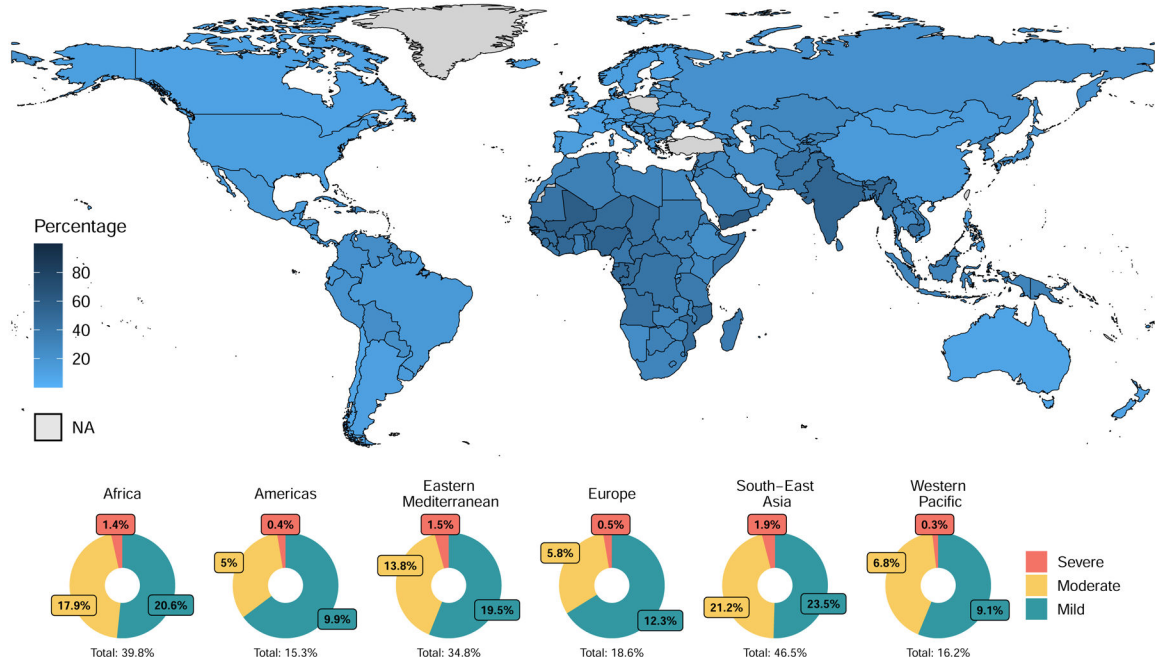 Percentage
80
60
40
20
NA
Africa
Americas
Eastern
Mediterranean
Europe
South-East
Asia
Western
Pacific
1.4%
0.4%
1.5%
0.5%
1.9%
0.3%
17.9%
20.6%
5%
9.9%
13.8%
19.5%
5.8%
12.3%
21.2%
23.5%
6.8%
9.1%
Severe
Moderate
Mild
Total: 39.8%
Total: 15.3%
Total: 34.8%
Total: 18.6%
Total: 46.5%
Total: 16.2%